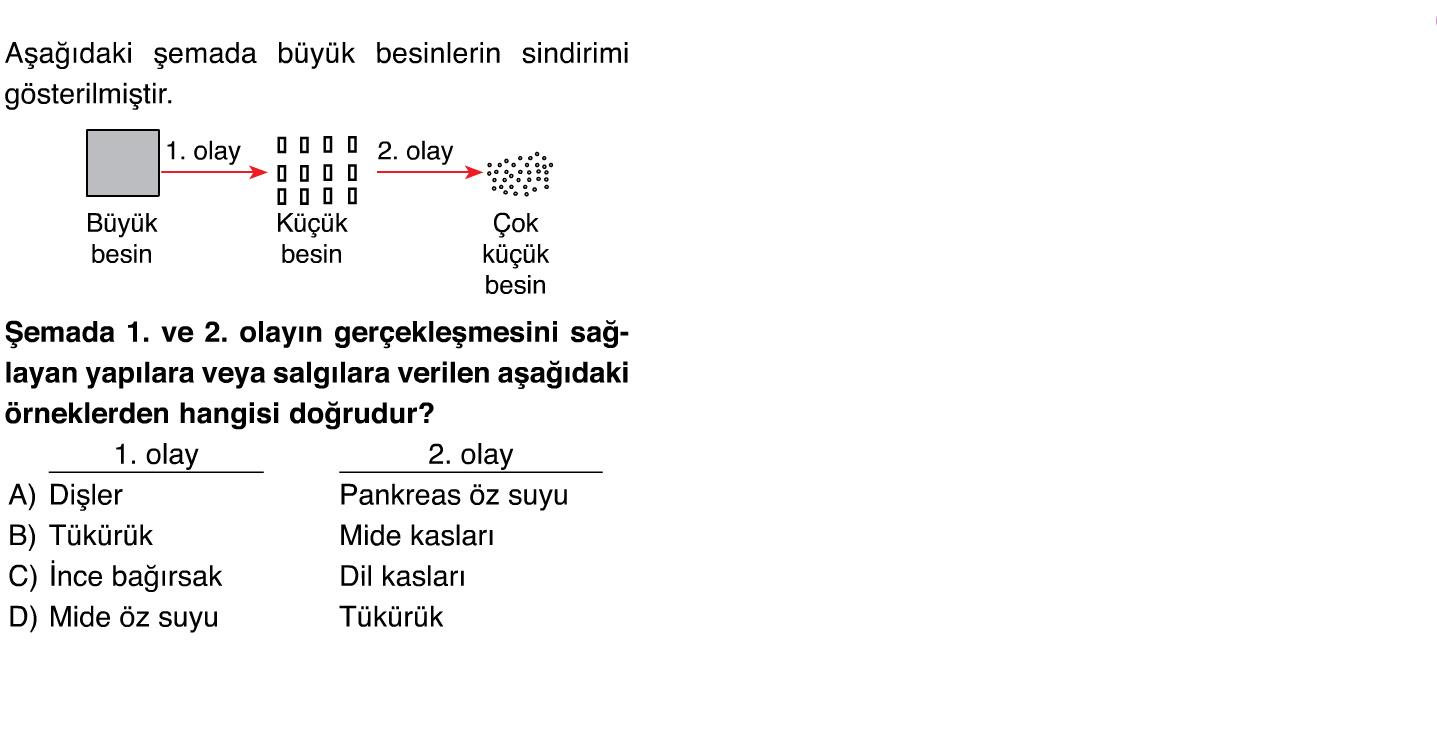 Aşağıdaki şemada büyük besinlerin sindirimi
gösterilmiştir.
1. olay
2. olay
Büyük
besin
Küçük
besin
Çok
küçük
besin
Şemada 1. ve 2. olayın gerçekleşmesini sağ-
layan yapılara veya salgılara verilen aşağıdaki
örneklerden hangisi doğrudur?
1. olay 2. olay
A) Dişler Pankreas öz suyu
B) Tükürük Mide kasları
C) İnce bağırsak Dil kasları
D) Mide öz suyu Tükürük